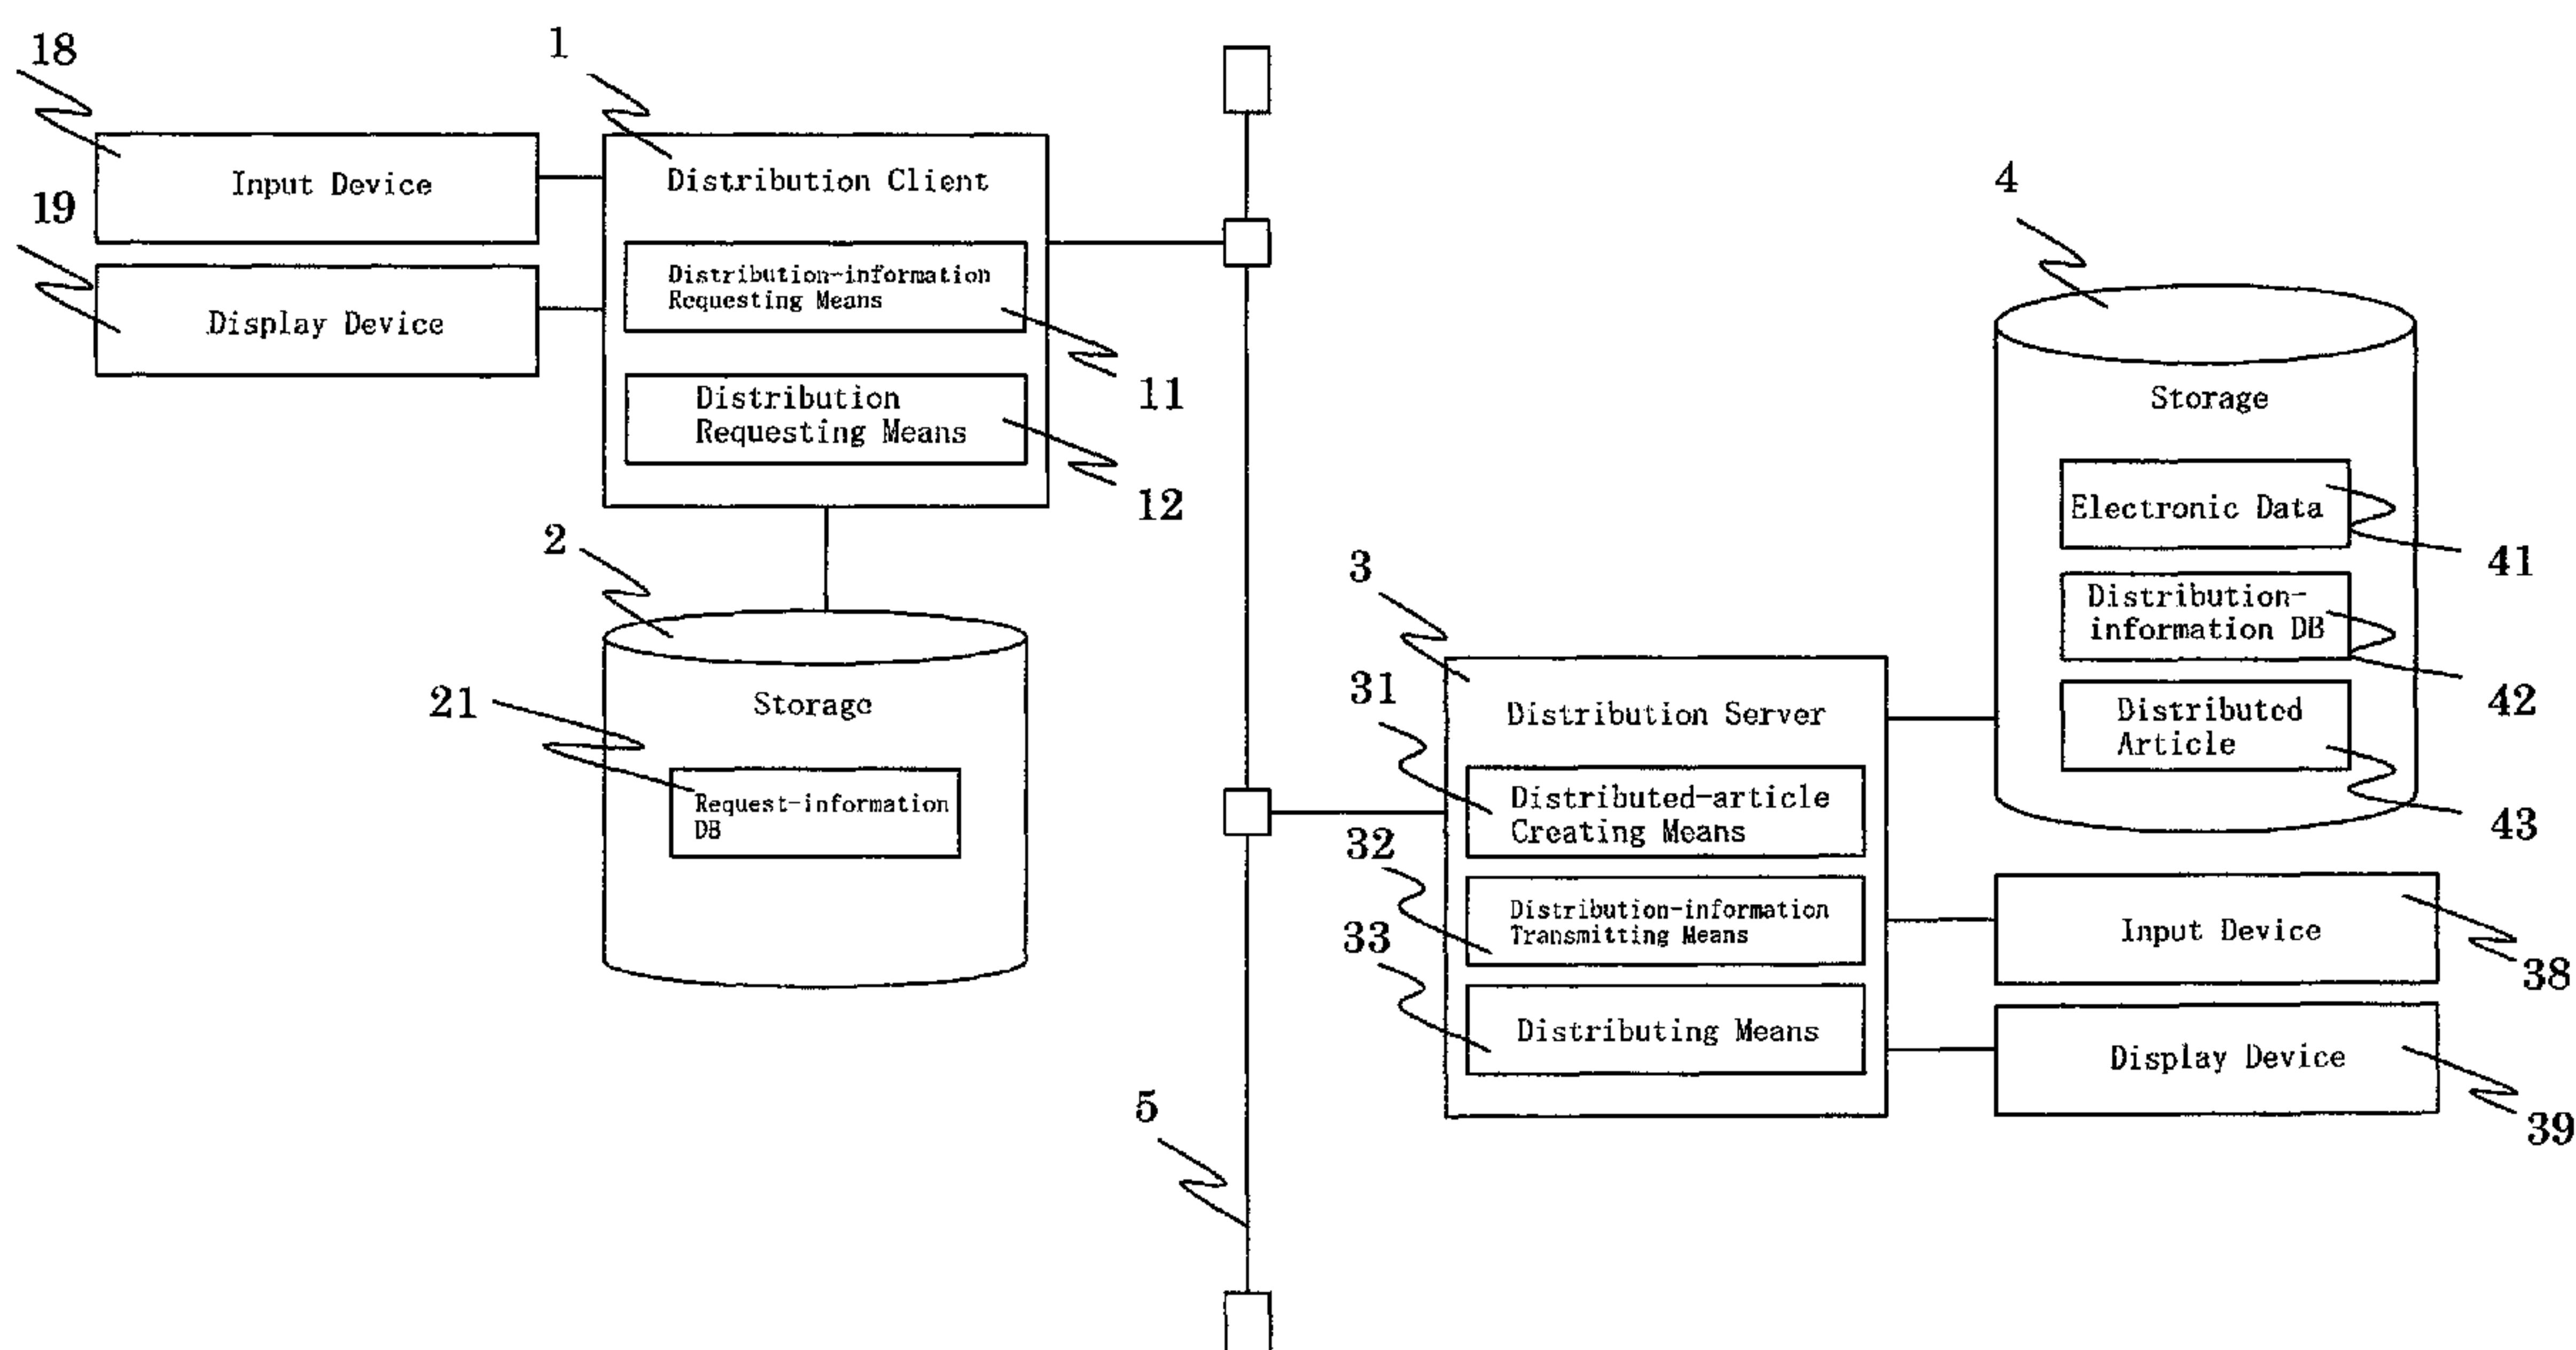 18
1
Input Device
Distribution Client
19
Distribution-information
Requesting Means
Display Device
11
Distribution
Requesting Means
12
2
21
Storage
Request-information
DB
4
Storage
Electronic Data
41
Distribution-
information DB
42
Distributed
Article
43
3
31
Distribution Server
Distributed-article
Creating Means
32
Distribution-information
Transmitting Means
33
Distributing Means
Input Device
38
Display Device
39
5